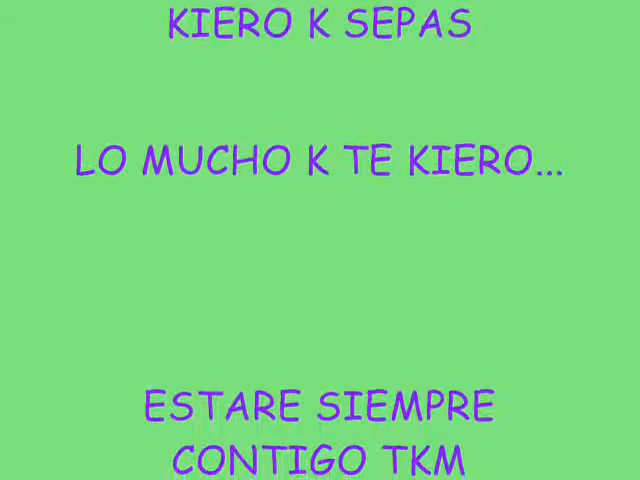 KIERO K SEPAS
LO MUCHO K TE KIERO...
ESTARE SIEMPRE
CONTIGO TKM